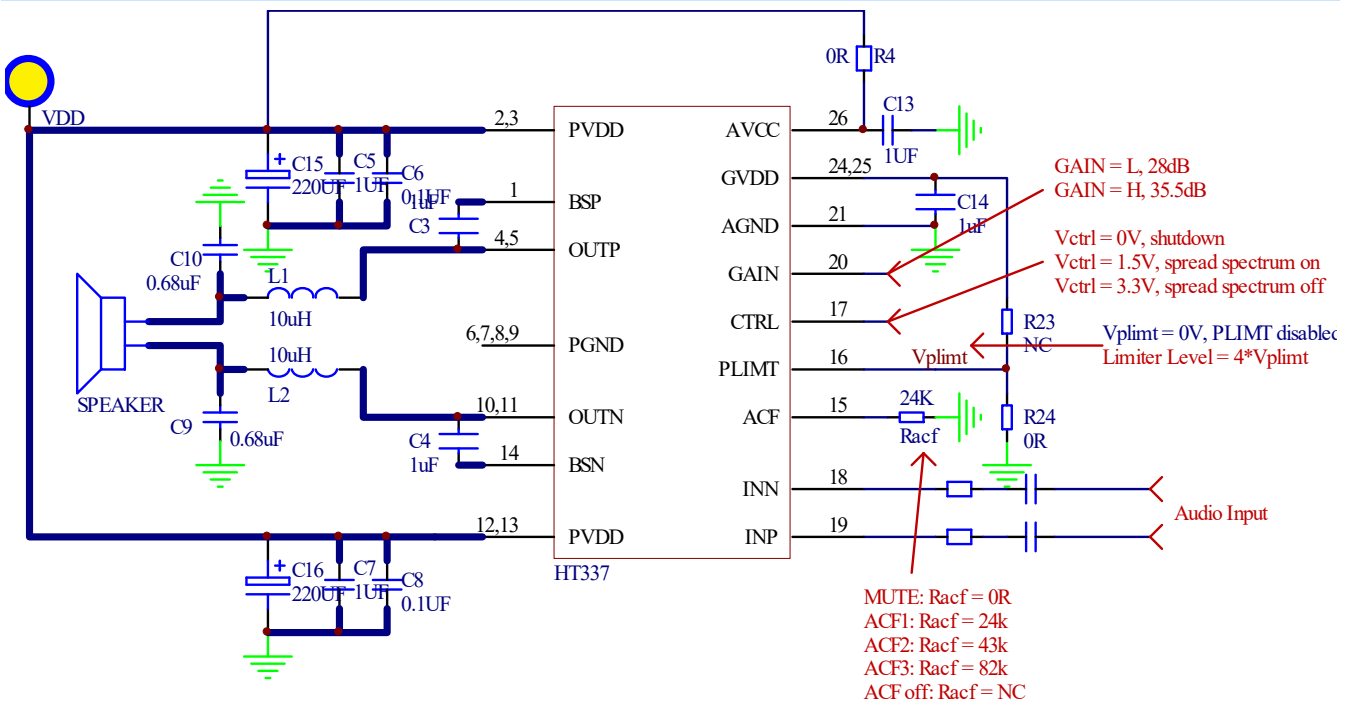 0R
R4
VDD
C13
1UF
2,3
PVDD
AVCC
26
C15
220UF
C5
1UF
C6
0.1UF
GVDD
24,25
GAIN = L, 28dB
GAIN = H, 35.5dB
1
BSP
1uF
C3
C14
1uF
AGND
21
4,5
OUTP
C10
0.68uF
L1
10uH
GAIN
20
Vctrl = 0V, shutdown
Vctrl = 1.5V, spread spectrum on
Vctrl = 3.3V, spread spectrum off
CTRL
17
R23
NC
6,7,8,9
PGND
Vplimt = 0V, PLIMT disabled
Limiter Level = 4*Vplimt
10uH
L2
PLIMT
16
Vplimt
SPEAKER
C9
0.68uF
10,11
OUTN
ACF
15
24K
Racf
R24
0R
C4
1uF
14
BSN
INN
18
Audio Input
12,13
PVDD
INP
19
HT337
C16
220UF
C7
1UF
C8
0.1UF
MUTE: Racf = 0R
ACF1: Racf = 24k
ACF2: Racf = 43k
ACF3: Racf = 82k
ACF off: Racf = NC